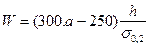 W = (300.a − 250) h / σ₀,₂